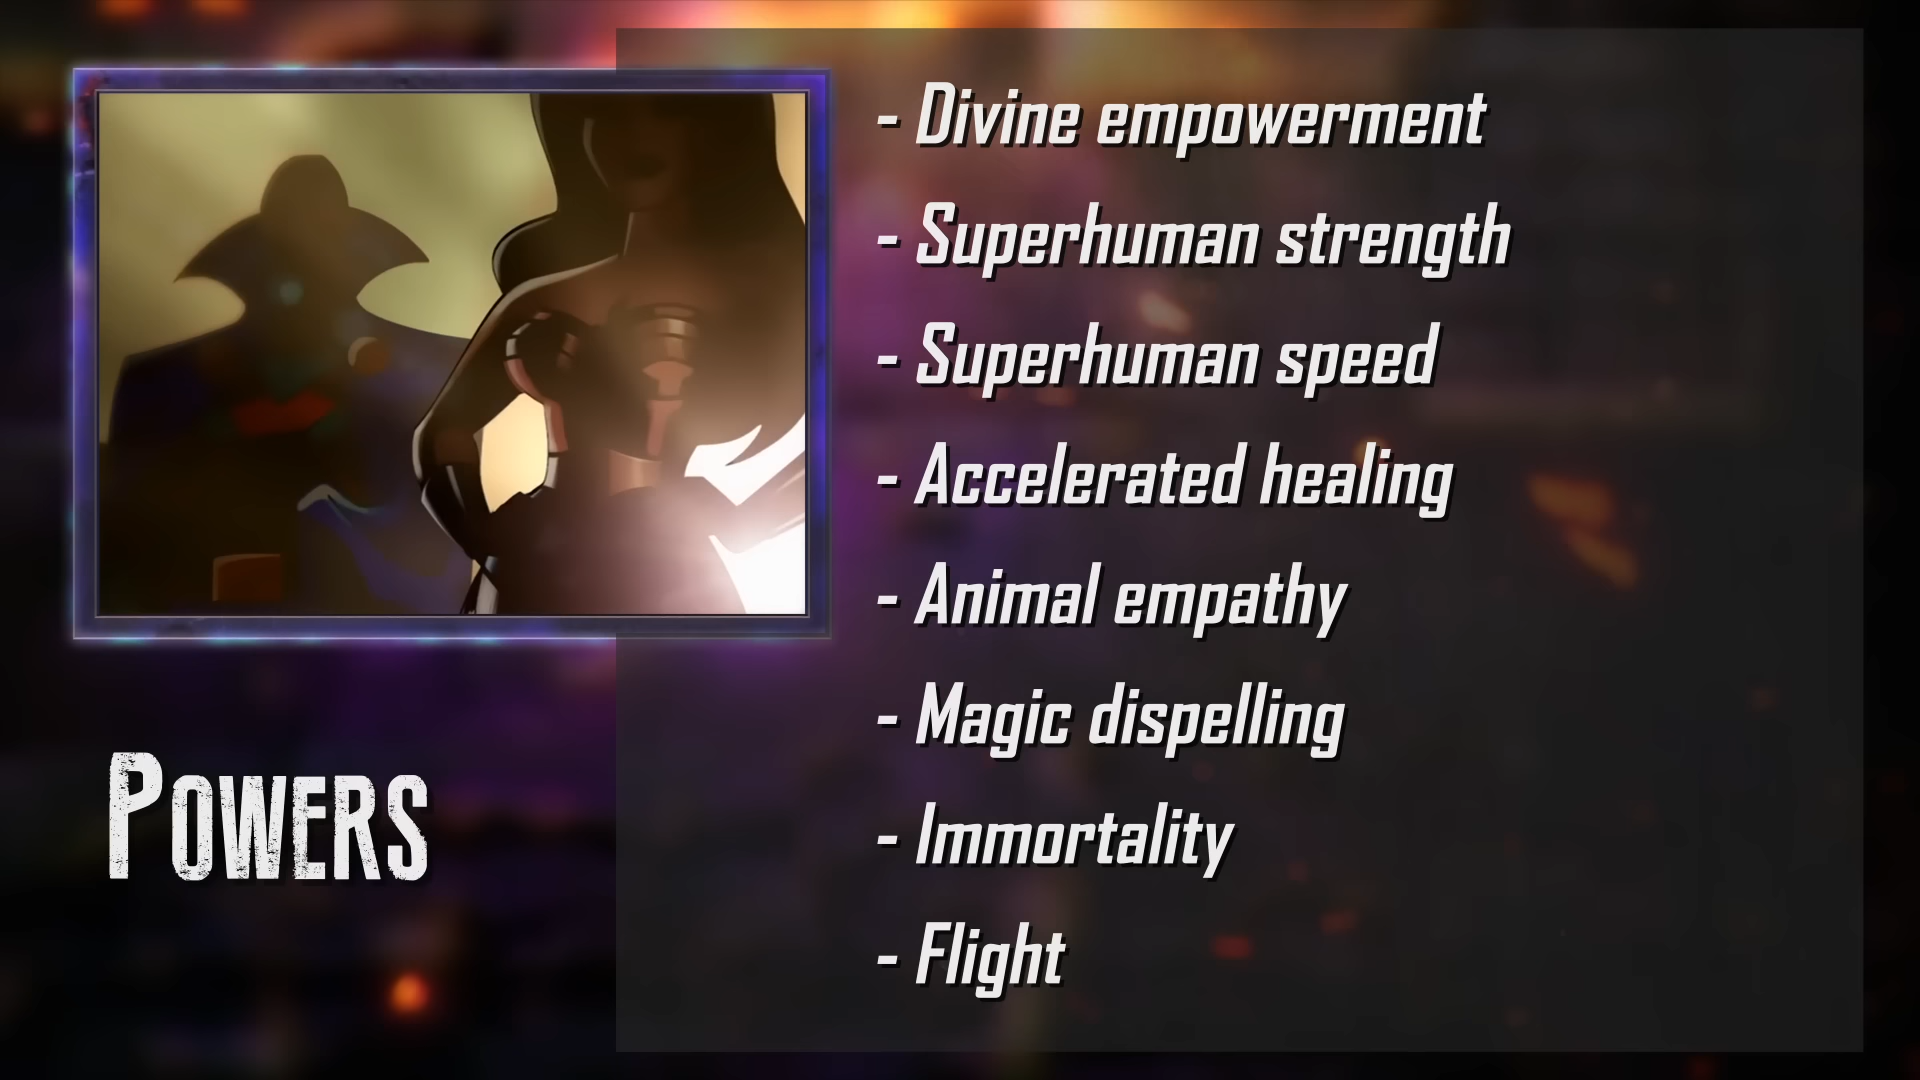 - Divine empowerment
- Superhuman strength
- Superhuman speed
- Accelerated healing
- Animal empathy
- Magic dispelling
- Immortality
- Flight
Powers